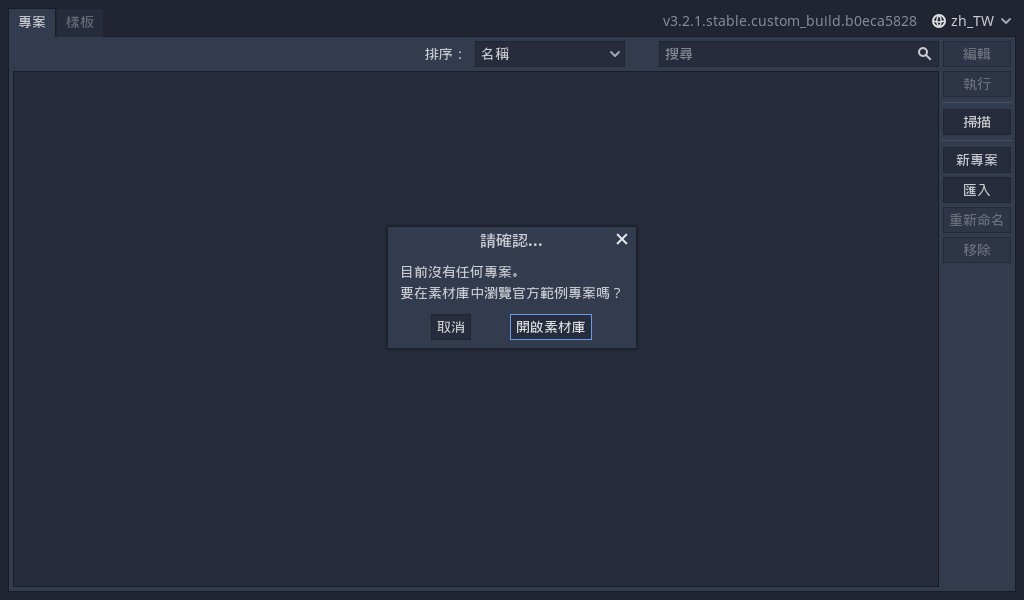 專案 樣板 v3.2.1.stable.custom_build.b0eca5828 zh_TW
排序： 名稱 搜尋 編輯
執行
掃描
新專案
匯入
重新命名
移除
請確認...
目前沒有任何專案。
要在素材庫中瀏覽官方範例專案嗎？
取消 開啟素材庫